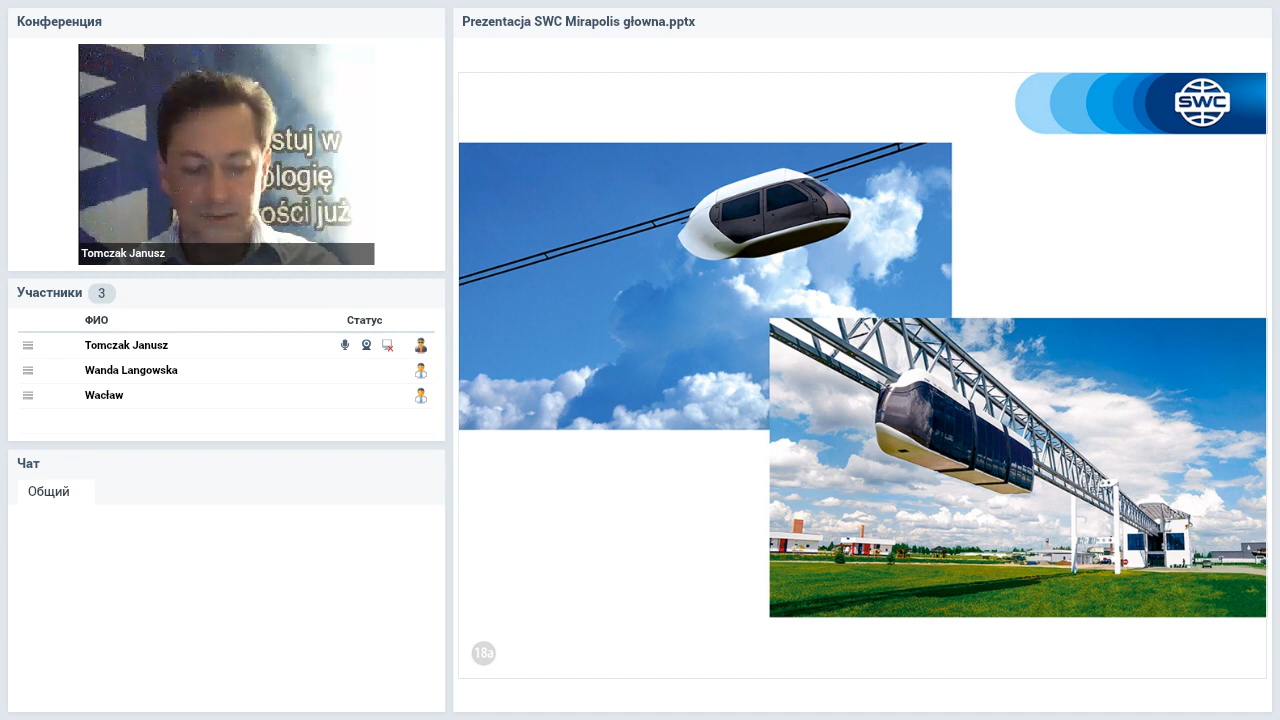 Конференция
stuj w
ologię
ości już
Tomczak Janusz
Участники 3
ФИО Статус
Tomczak Janusz
Wanda Langowska
Wacław
Чат
Общий
Prezentacja SWC Mirapolis głowna.pptx
SWC
18a